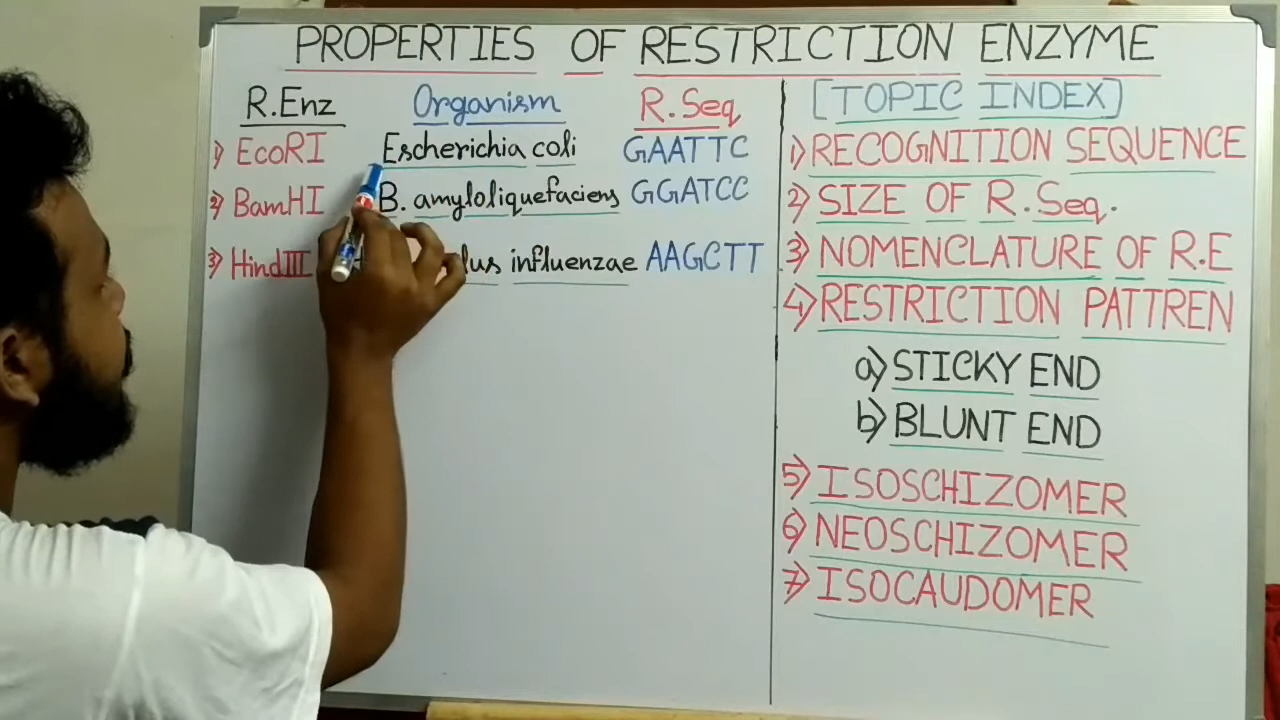 PROPERTIES OF RESTRICTION ENZYME
R.Enz Organism R.Seq
1) EcoRI Escherichia coli GAATTC
2) BamHI B. amyloliquefaciens GGATCC
3) HindIII influenzae AAGCTT
[TOPIC INDEX]
1) RECOGNITION SEQUENCE
2) SIZE OF R.Seq.
3) NOMENCLATURE OF R.E
4) RESTRICTION PATTREN
a) STICKY END
b) BLUNT END
5) ISOSCHIZOMER
6) NEOSCHIZOMER
7) ISOCAUDOMER